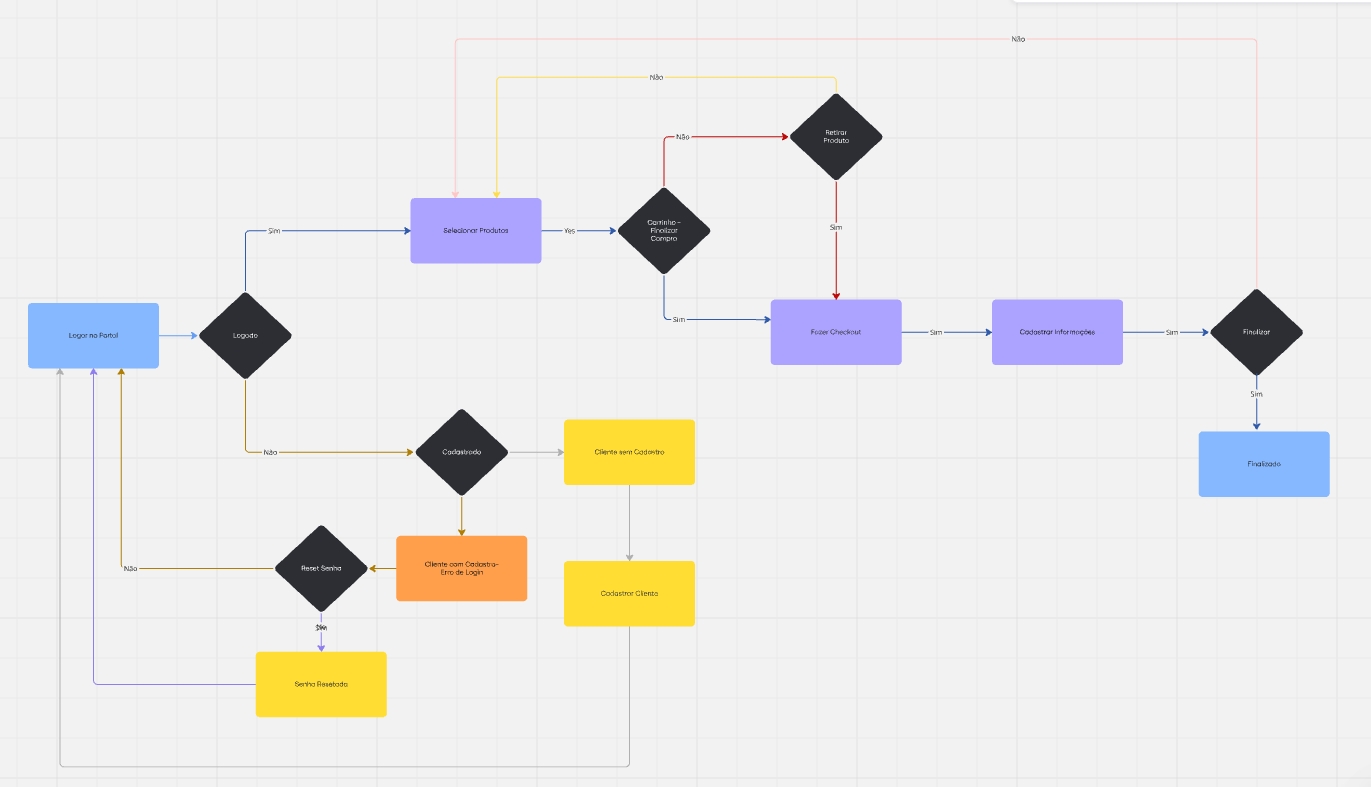 Não
Não
Retirar
Produto
Não
Sim
Selecionar Produtos
Yes
Carrinho -
Finalizar
Compra
Sim
Sim
Logar no Portal
Logado
Fazer Checkout
Sim
Cadastrar Informações
Sim
Finalizar
Sim
Não
Cadastrado
Cliente sem Cadastro
Finalizado
Não
Reset Senha
Cliente com Cadastro-
Erro de Login
Cadastrar Cliente
Senha Resetada